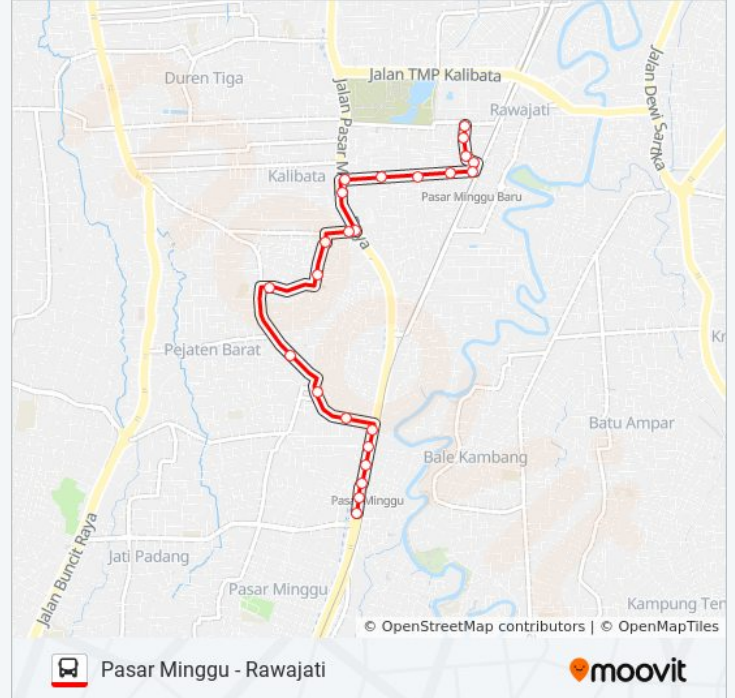 Duren Tiga
Jalan TMP Kalibata
Jalan Dewi Sartika
Rawajati
Jalan Pasar M
ya
Kalibata
Pasar Minggu Baru
Pejaten Barat
Kr
Batu Ampar
Bale Kambang
Pasar Minggu
Jalan Buncit Raya
Jati Padang
Pasar Minggu
Kampung Ten
© OpenStreetMap contributors | © OpenMapTiles
Pasar Minggu - Rawajati
moovit